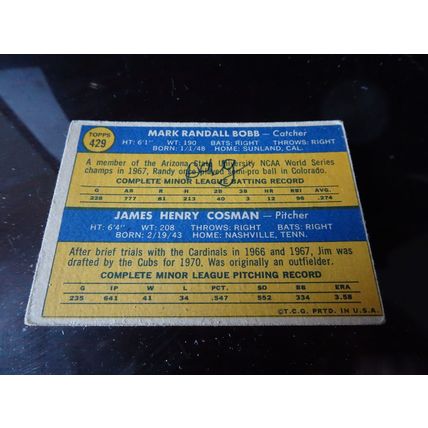 TOPPS
429
MARK RANDALL BOBB — Catcher
HT: 6'1" WT: 190 BATS: RIGHT THROWS: RIGHT
BORN: 1/1/48 HOME: SUNLAND, CAL.
A member of the Arizona State University NCAA World Series
champs in 1967, Randy semi-pro ball in Colorado.
COMPLETE MINOR LEAGUE BATTING RECORD
G AB R H 2B 3B HR RBI AVG.
228 777 81 213 40 3 12 96 .274
JAMES HENRY COSMAN — Pitcher
HT: 6'4" WT: 208 THROWS: RIGHT BATS: RIGHT
BORN: 2/19/43 HOME: NASHVILLE, TENN.
After brief trials with the Cardinals in 1966 and 1967, Jim was
drafted by the Cubs for 1970. Was originally an outfielder.
COMPLETE MINOR LEAGUE PITCHING RECORD
G IP W L PCT. SO BB ERA
235 641 41 34 .547 552 334 3.58
©T.C.G. PRTD. IN U.S.A.